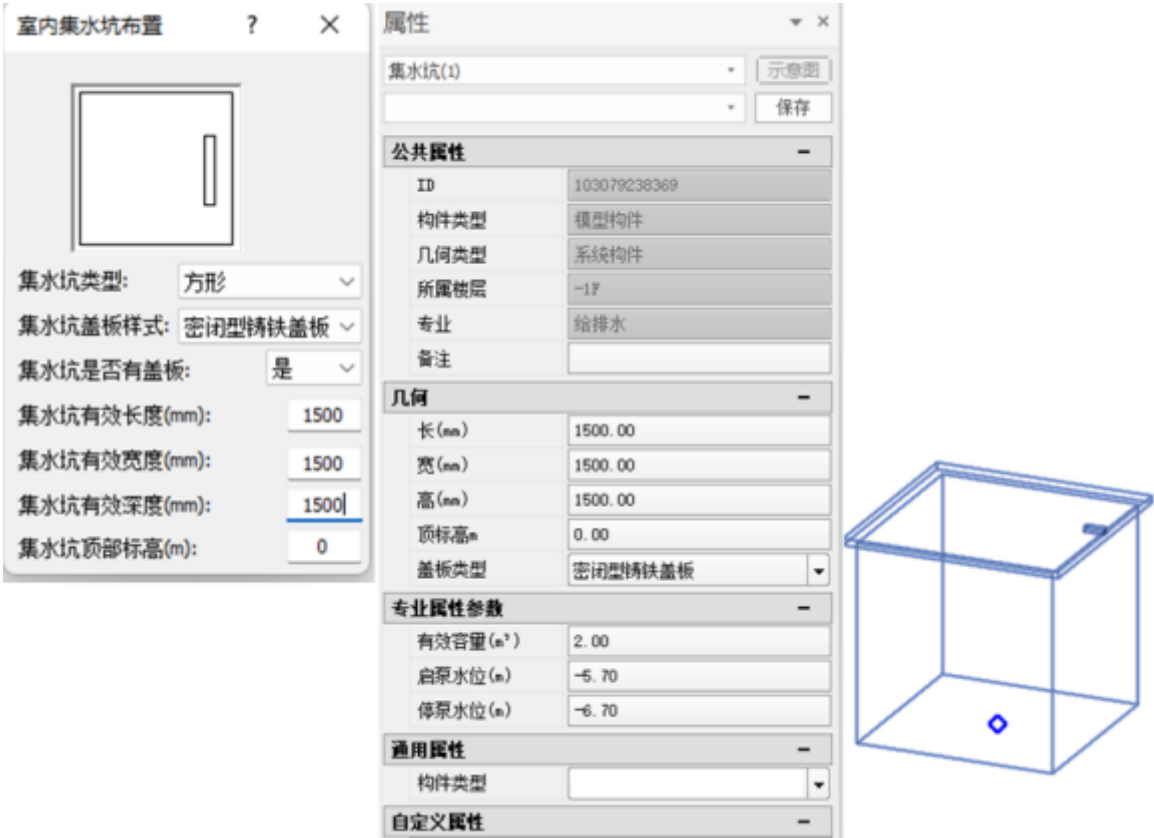 室内集水坑布置 ? ×
集水坑类型: 方形
集水坑盖板样式: 密闭型铸铁盖板
集水坑是否有盖板: 是
集水坑有效长度(mm): 1500
集水坑有效宽度(mm): 1500
集水坑有效深度(mm): 1500
集水坑顶部标高(m): 0
属性
集水坑(1) 示意图
保存
公共属性
ID 103079238369
构件类型 模型构件
几何类型 系统构件
所属楼层 -1F
专业 给排水
备注
几何
长(mm) 1500.00
宽(mm) 1500.00
高(mm) 1500.00
顶标高m 0.00
盖板类型 密闭型铸铁盖板
专业属性参数
有效容量(m³) 2.00
启泵水位(m) -5.70
停泵水位(m) -6.70
通用属性
构件类型
自定义属性